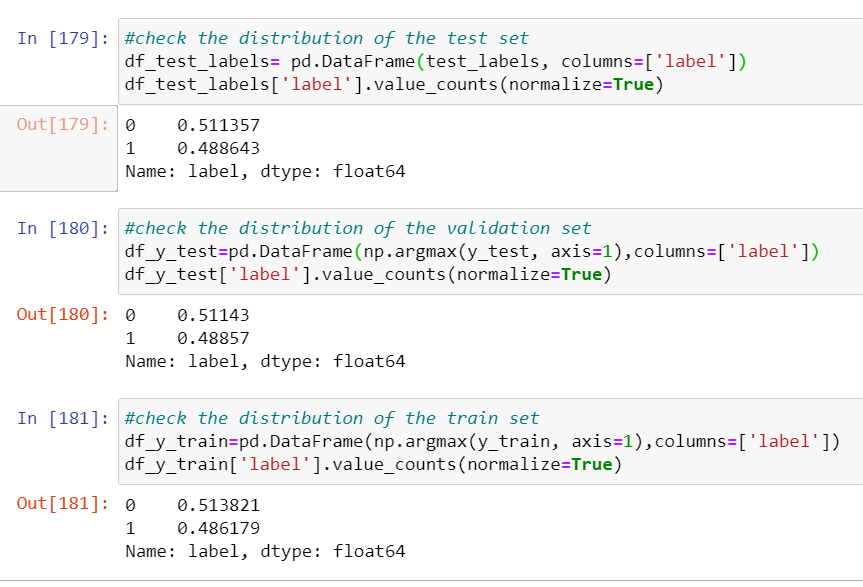 In [179]: #check the distribution of the test set
df_test_labels= pd.DataFrame(test_labels, columns=['label'])
df_test_labels['label'].value_counts(normalize=True)
Out[179]: 0    0.511357
1    0.488643
Name: label, dtype: float64
In [180]: #check the distribution of the validation set
df_y_test=pd.DataFrame(np.argmax(y_test, axis=1),columns=['label'])
df_y_test['label'].value_counts(normalize=True)
Out[180]: 0    0.51143
1    0.48857
Name: label, dtype: float64
In [181]: #check the distribution of the train set
df_y_train=pd.DataFrame(np.argmax(y_train, axis=1),columns=['label'])
df_y_train['label'].value_counts(normalize=True)
Out[181]: 0    0.513821
1    0.486179
Name: label, dtype: float64